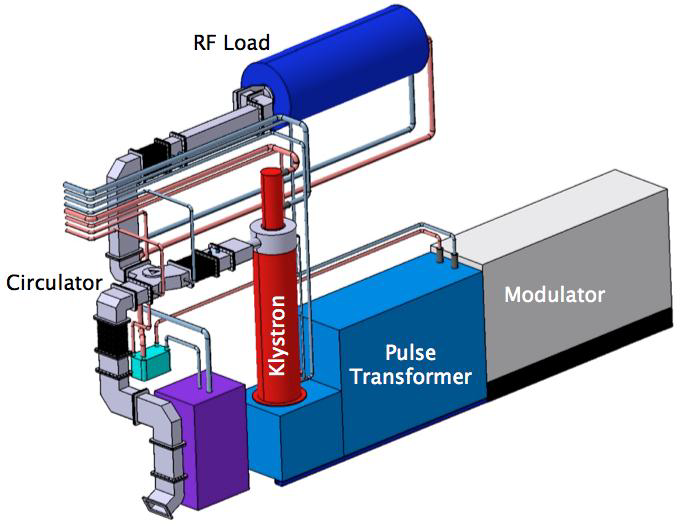 RF Load
Circulator
Klystron
Modulator
Pulse
Transformer